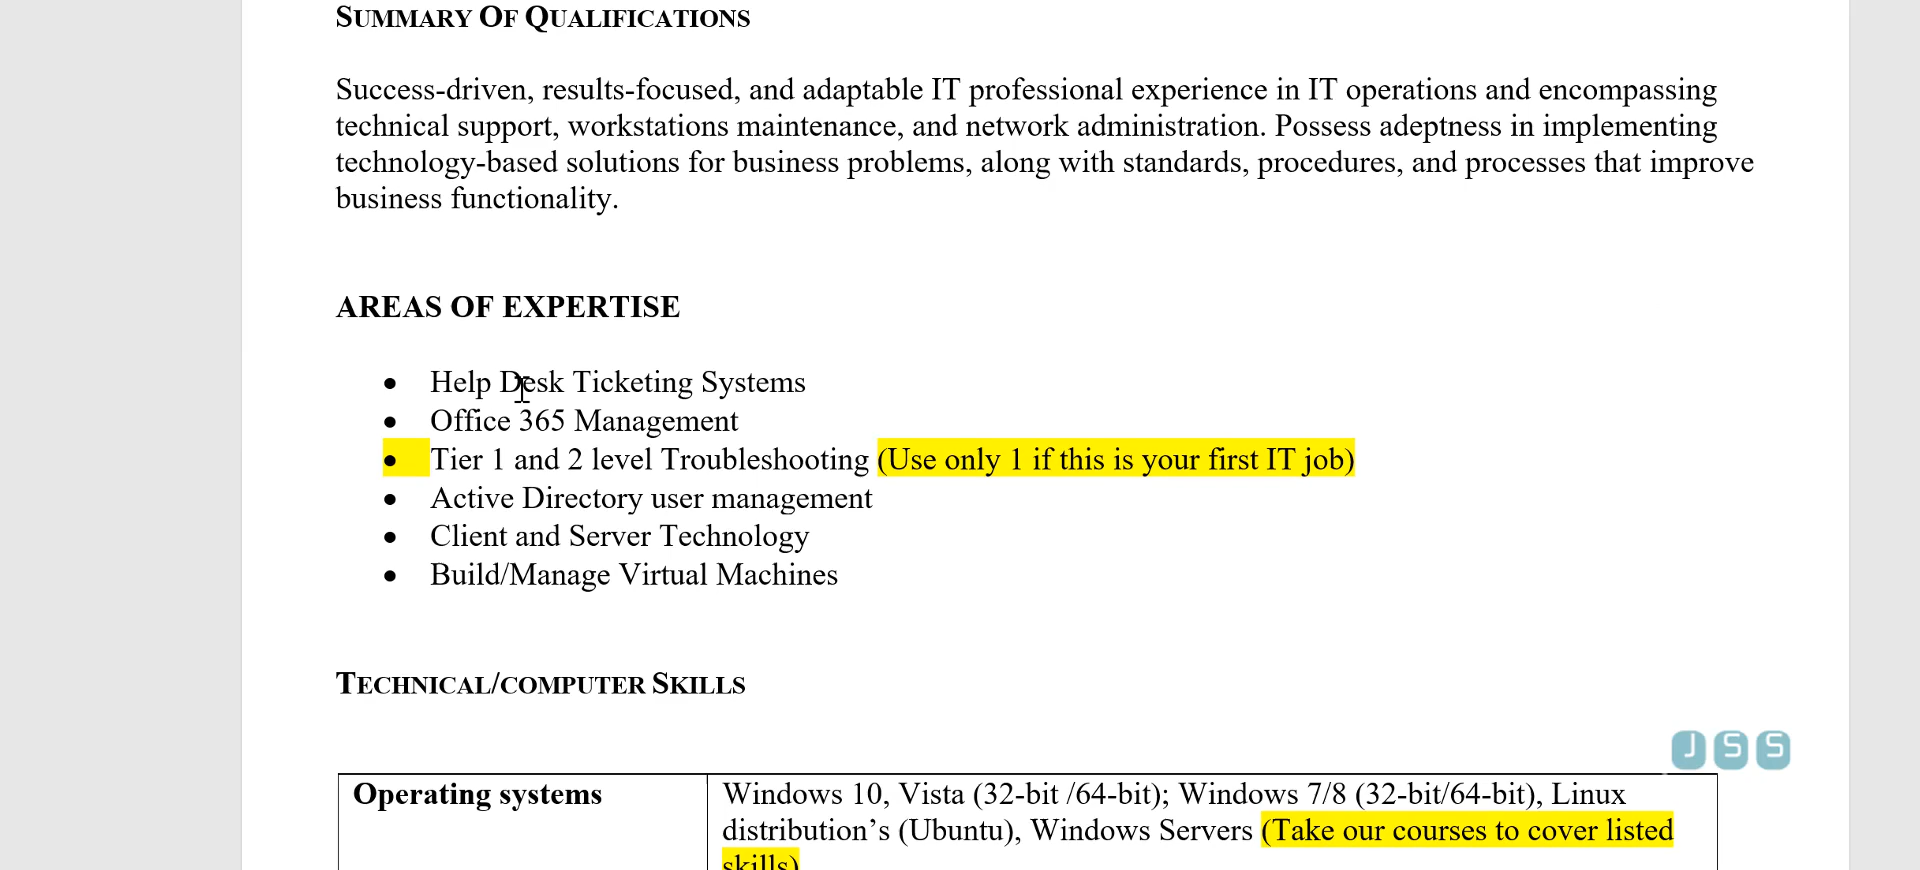 SUMMARY OF QUALIFICATIONS
Success-driven, results-focused, and adaptable IT professional experience in IT operations and encompassing
technical support, workstations maintenance, and network administration. Possess adeptness in implementing
technology-based solutions for business problems, along with standards, procedures, and processes that improve
business functionality.
AREAS OF EXPERTISE
• Help Desk Ticketing Systems
• Office 365 Management
• Tier 1 and 2 level Troubleshooting (Use only 1 if this is your first IT job)
• Active Directory user management
• Client and Server Technology
• Build/Manage Virtual Machines
TECHNICAL/COMPUTER SKILLS
JSS
Operating systems
Windows 10, Vista (32-bit /64-bit); Windows 7/8 (32-bit/64-bit), Linux
distribution’s (Ubuntu), Windows Servers (Take our courses to cover listed
skills)